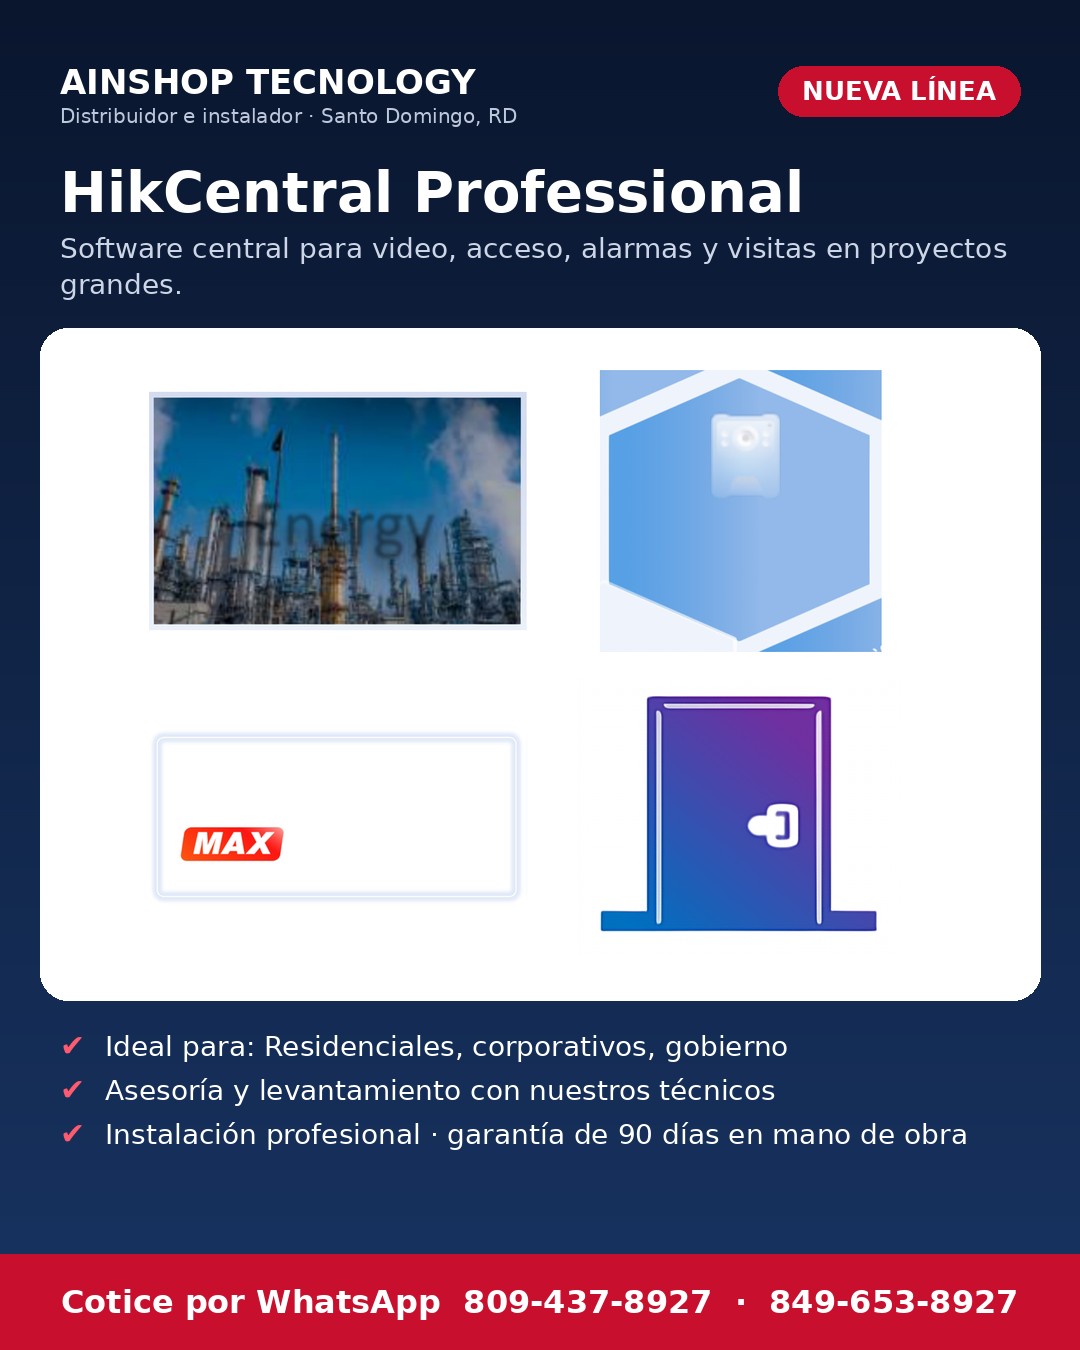 AINSHOP TECNOLOGY
Distribuidor e instalador · Santo Domingo, RD
NUEVA LÍNEA
HikCentral Professional
Software central para video, acceso, alarmas y visitas en proyectos
grandes.
Energy
MAX
✔ Ideal para: Residenciales, corporativos, gobierno
✔ Asesoría y levantamiento con nuestros técnicos
✔ Instalación profesional · garantía de 90 días en mano de obra
Cotice por WhatsApp 809-437-8927 · 849-653-8927